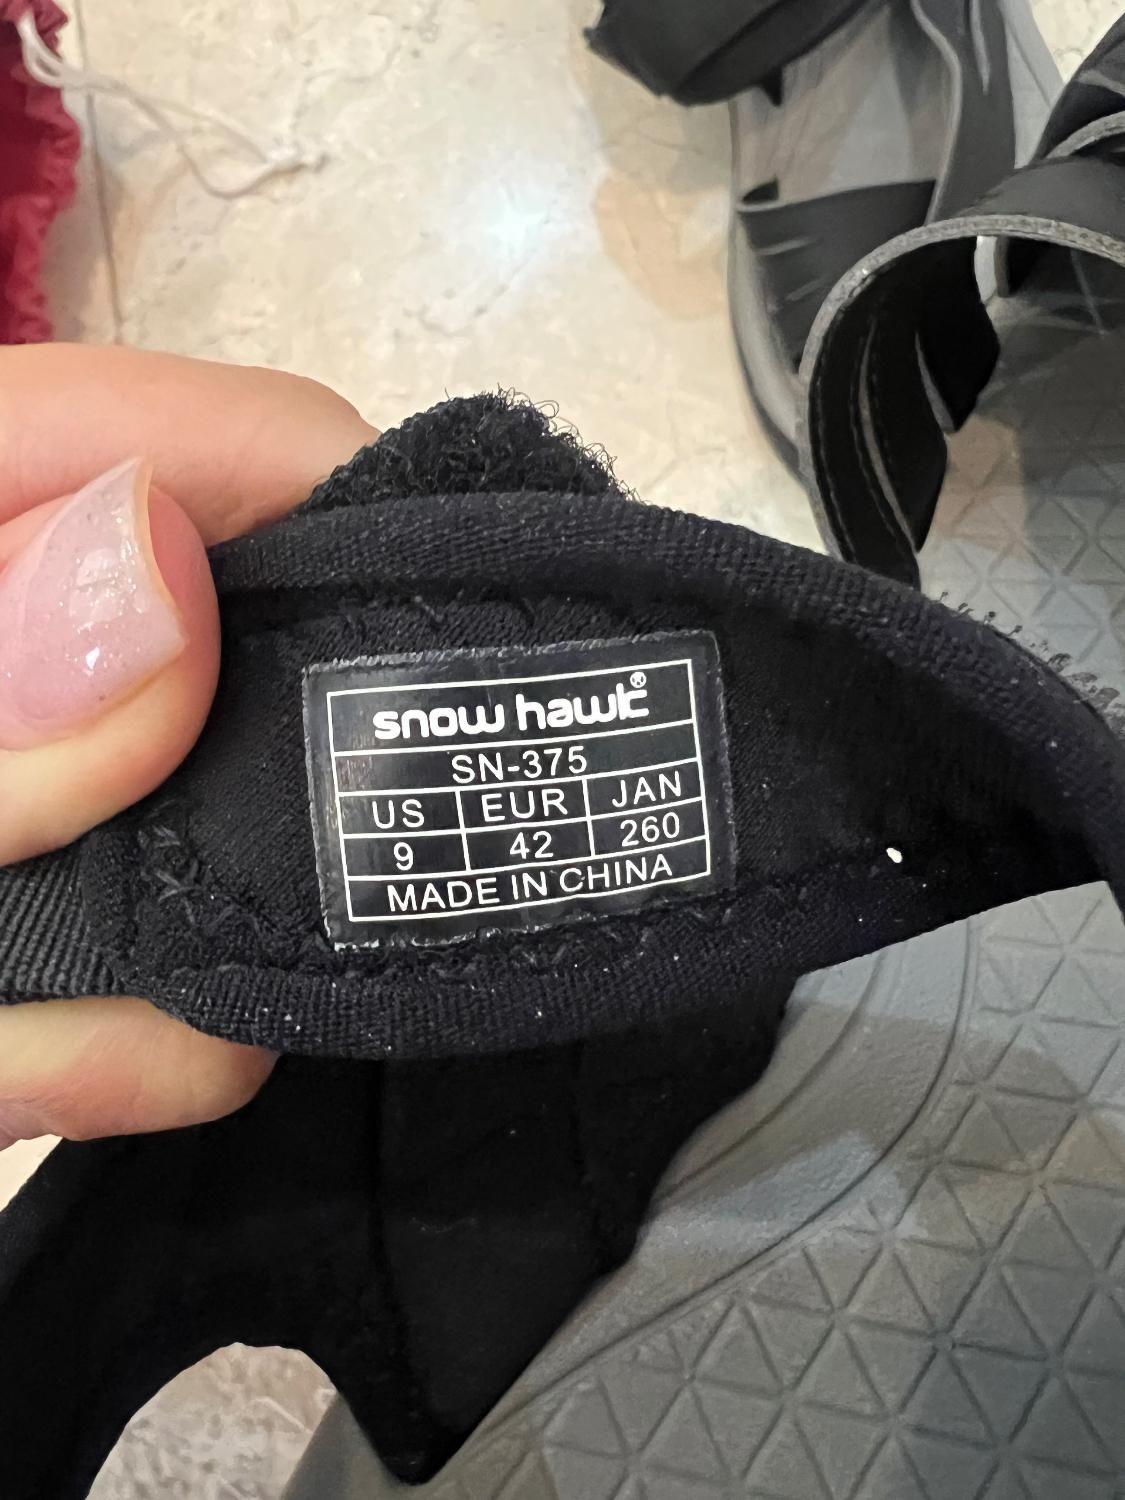 snow hawk®
SN-375
US EUR JAN
9 42 260
MADE IN CHINA